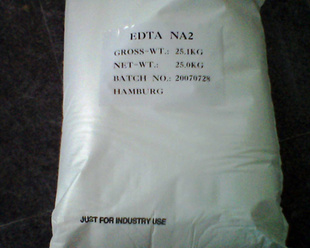 EDTA NA2
GROSS-WT.: 25.1KG
NET-WT.: 25.0KG
BATCH NO.: 20070728
HAMBURG
JUST FOR INDUSTRY USE